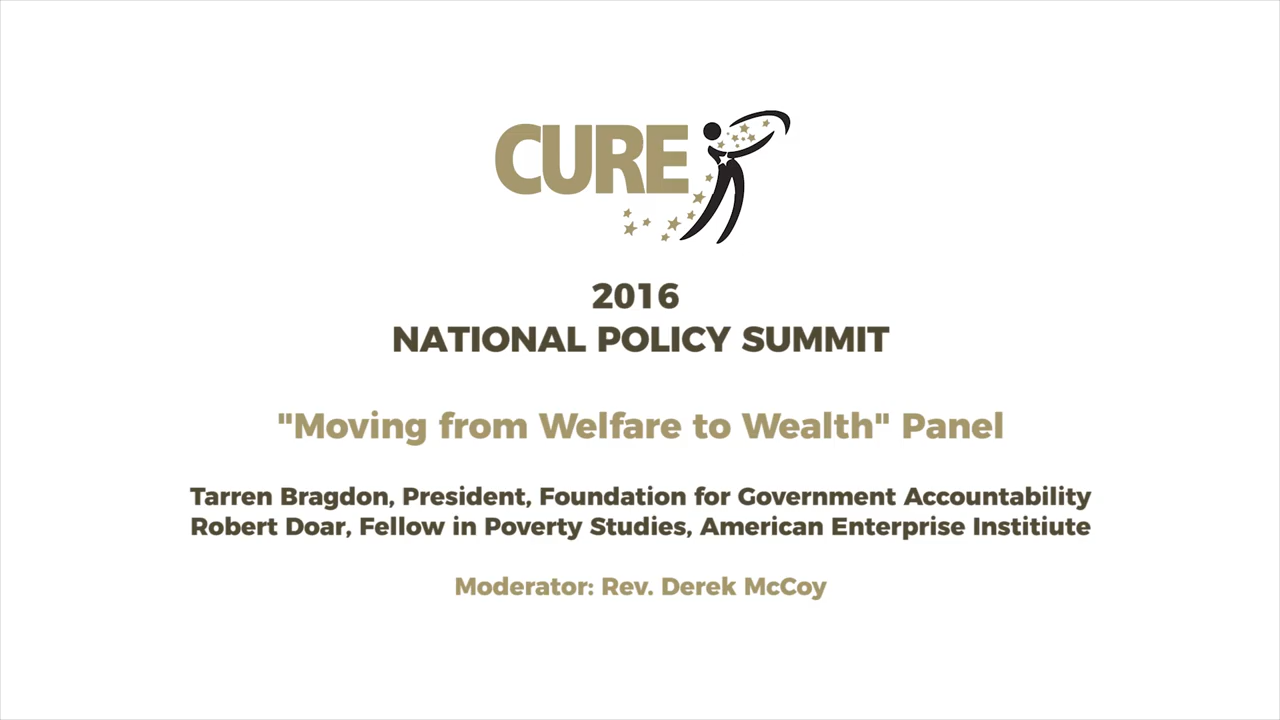 CURE
2016
NATIONAL POLICY SUMMIT
"Moving from Welfare to Wealth" Panel
Tarren Bragdon, President, Foundation for Government Accountability
Robert Doar, Fellow in Poverty Studies, American Enterprise Institiute
Moderator: Rev. Derek McCoy